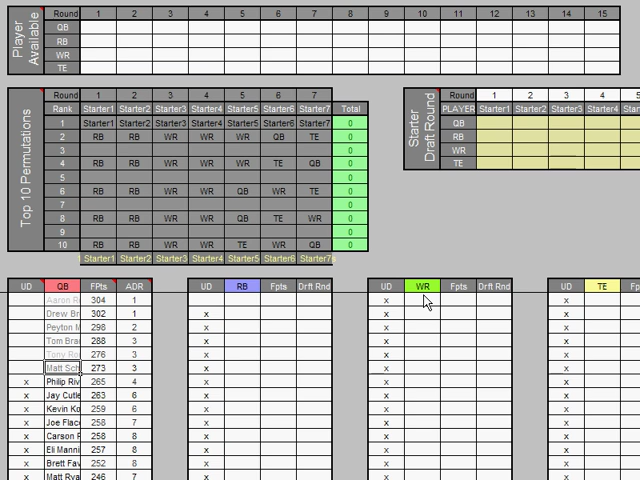 Player Available
Round 1 2 3 4 5 6 7 8 9 10 11 12 13 14 15
QB
RB
WR
TE
Top 10 Permutations
Round 1 2 3 4 5 6 7
Rank Starter1 Starter2 Starter3 Starter4 Starter5 Starter6 Starter7 Total
1 Starter1 Starter2 Starter3 Starter4 Starter5 Starter6 Starter7 0
2 RB RB WR WR WR QB TE 0
3 0
4 RB RB WR WR WR TE QB 0
5 0
6 RB RB WR WR QB WR TE 0
7 0
8 RB RB WR WR QB TE WR 0
9 0
10 RB RB WR WR TE WR QB 0
1 Starter1 Starter2 Starter3 Starter4 Starter5 Starter6 Starter7
Starter Draft Round
Round 1 2 3 4 5
PLAYER Starter1 Starter2 Starter3 Starter4 Starter
QB
RB
WR
TE
UD QB FPts ADR UD RB Fpts Drft Rnd UD WR Fpts Drft Rnd UD TE Fp
Aaron R 304 1 x x
Drew Br 302 1 x x x
Peyton M 298 2 x x x
Tom Bra 288 3 x x x
Tony Ro 276 3 x x x
Matt Sch 273 3 x x x
x Philip Riv 265 4 x x x
x Jay Cutle 263 6 x x x
x Kevin Ko 259 6 x x x
x Joe Flac 258 7 x x x
x Carson P 258 8 x x x
x Eli Manni 257 8 x x x
x Brett Fav 252 8 x x x
x Matt Rya 246 7 x x x